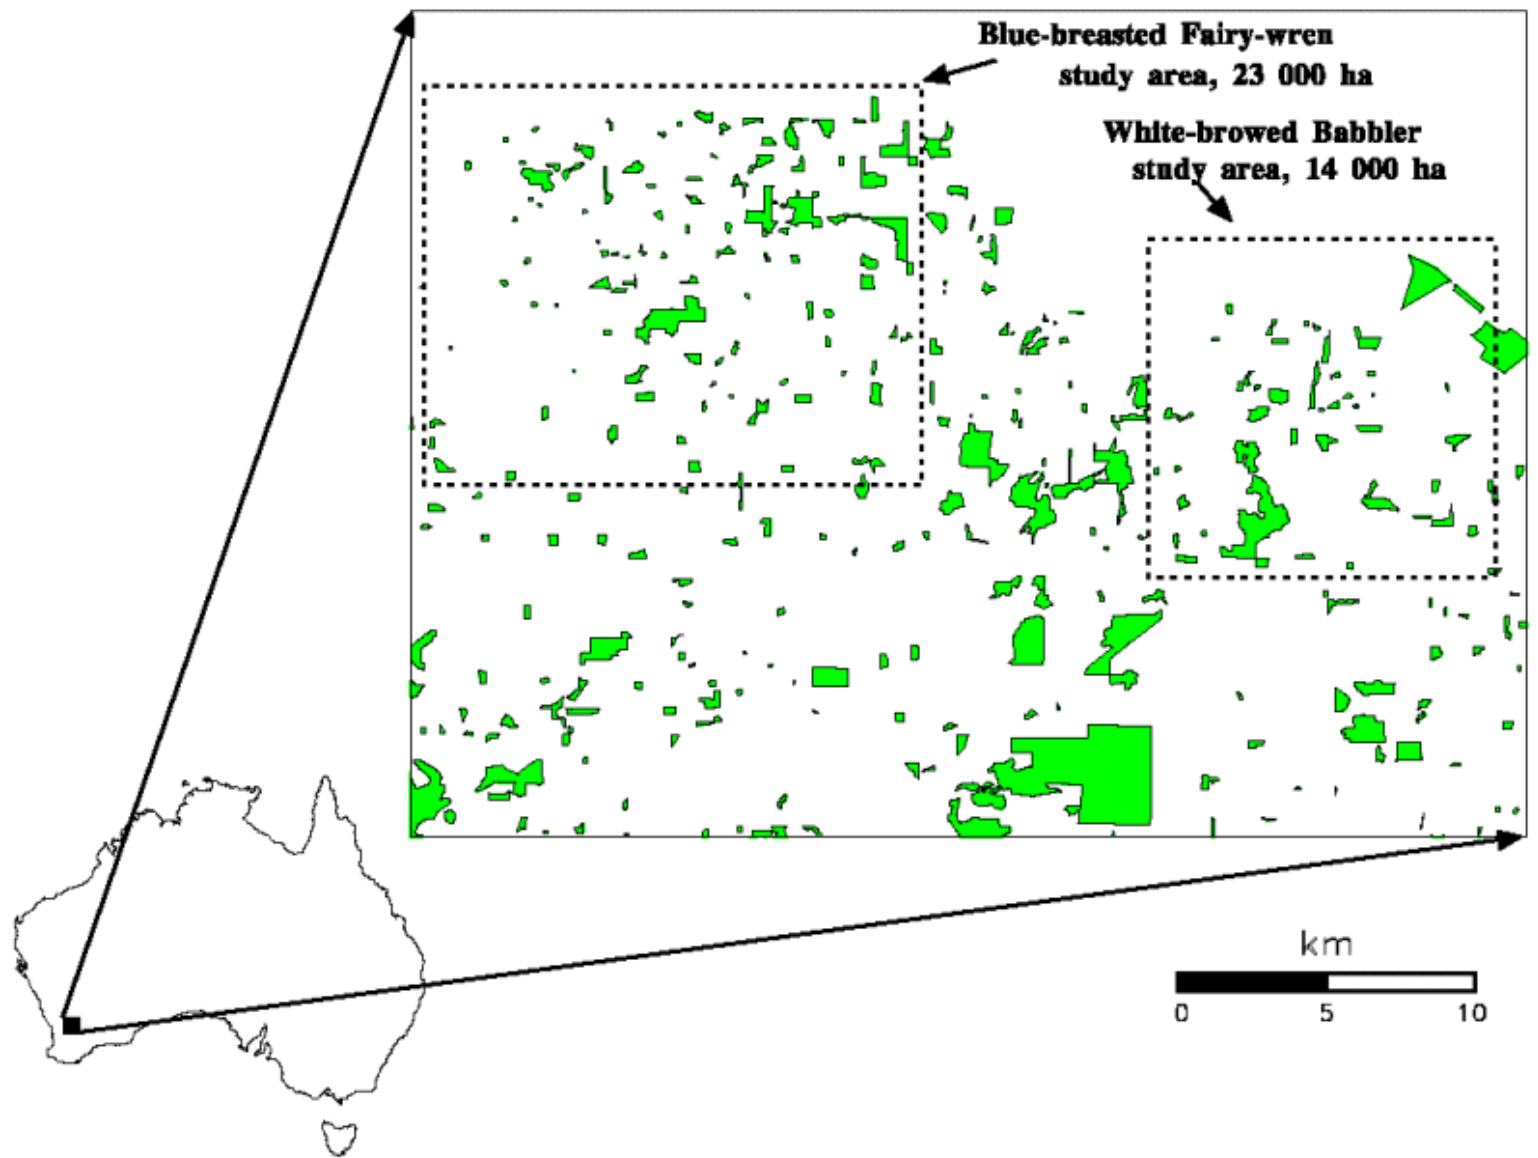 Blue-breasted Fairy-wren
study area, 23 000 ha
White-browed Babbler
study area, 14 000 ha
km
0 5 10